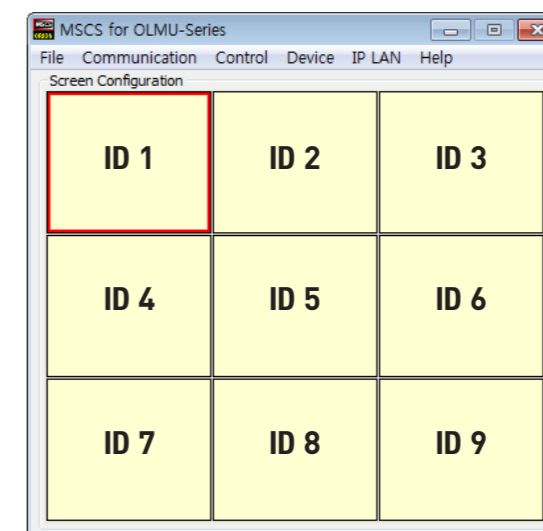 MSCS for OLMU-Series
File Communication Control Device IP LAN Help
Screen Configuration
ID 1 ID 2 ID 3
ID 4 ID 5 ID 6
ID 7 ID 8 ID 9